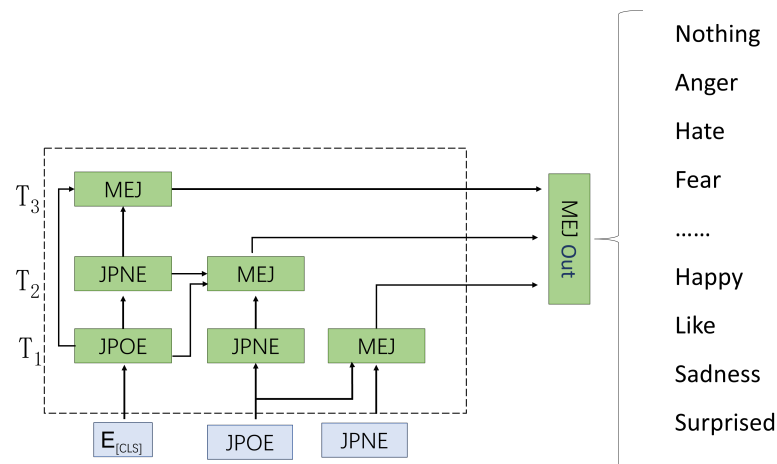 Nothing
Anger
Hate
Fear
......
Happy
Like
Sadness
Surprised
T3
MEJ
T2
JPNE
MEJ
T1
JPOE
JPNE
MEJ
MEJ Out
E[CLS]
JPOE
JPNE